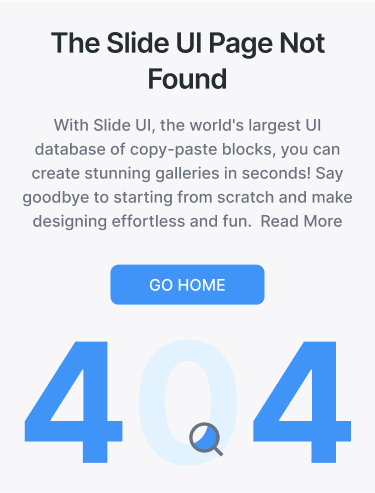 The Slide UI Page Not
Found
With Slide UI, the world's largest UI
database of copy-paste blocks, you can
create stunning galleries in seconds! Say
goodbye to starting from scratch and make
designing effortless and fun.  Read More
GO HOME
404